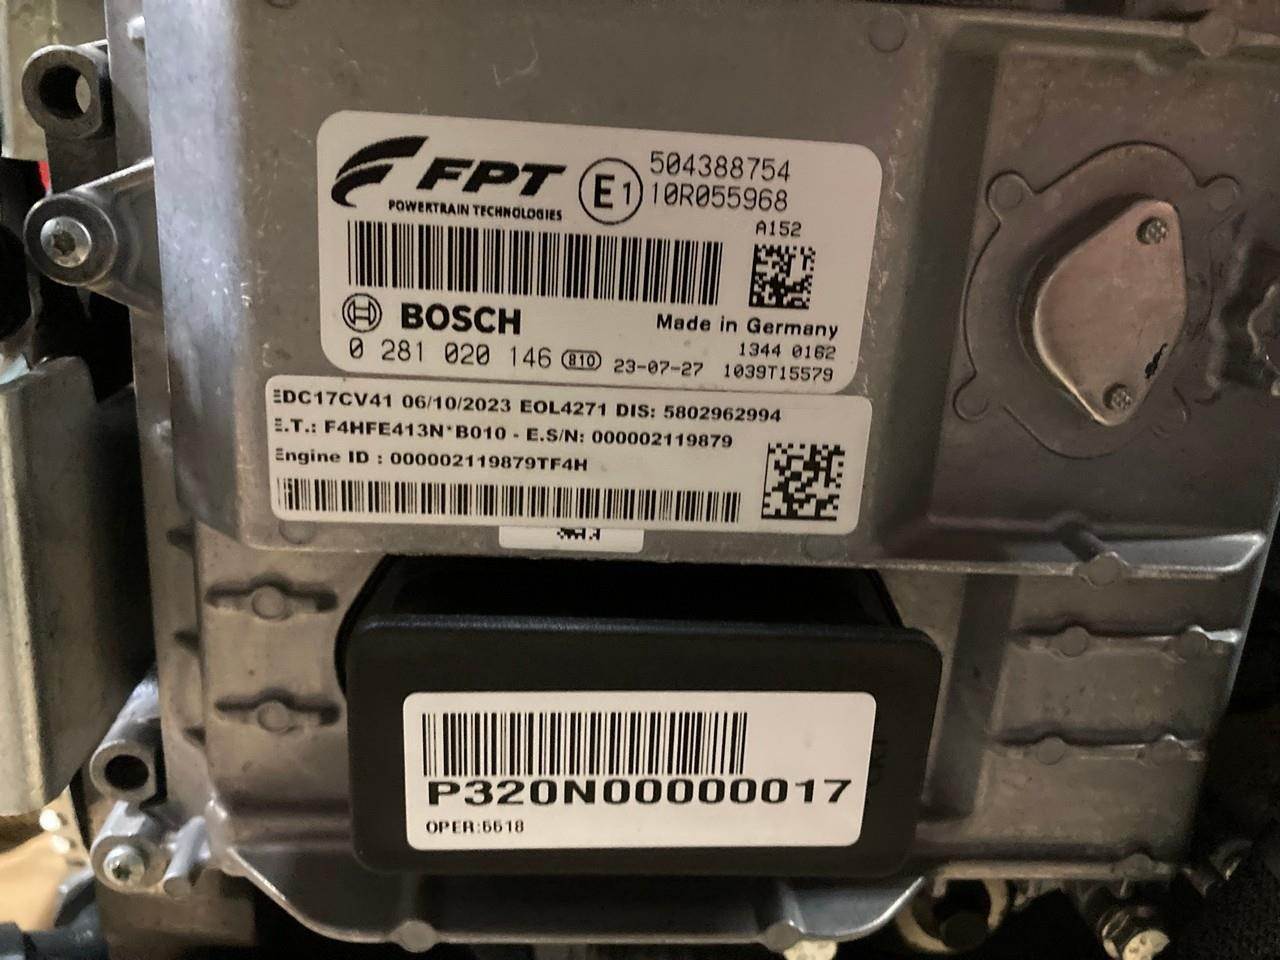 FPT
POWERTRAIN TECHNOLOGIES
E1
504388754
10R055968
A152
BOSCH
Made in Germany
0 281 020 146 810 23-07-27
1344 0162
1039T15579
EDC17CV41 06/10/2023 EOL4271 DIS: 5802962994
E.T.: F4HFE413N*B010 - E.S/N: 000002119879
Engine ID : 000002119879TF4H
P320N00000017
OPER:5518